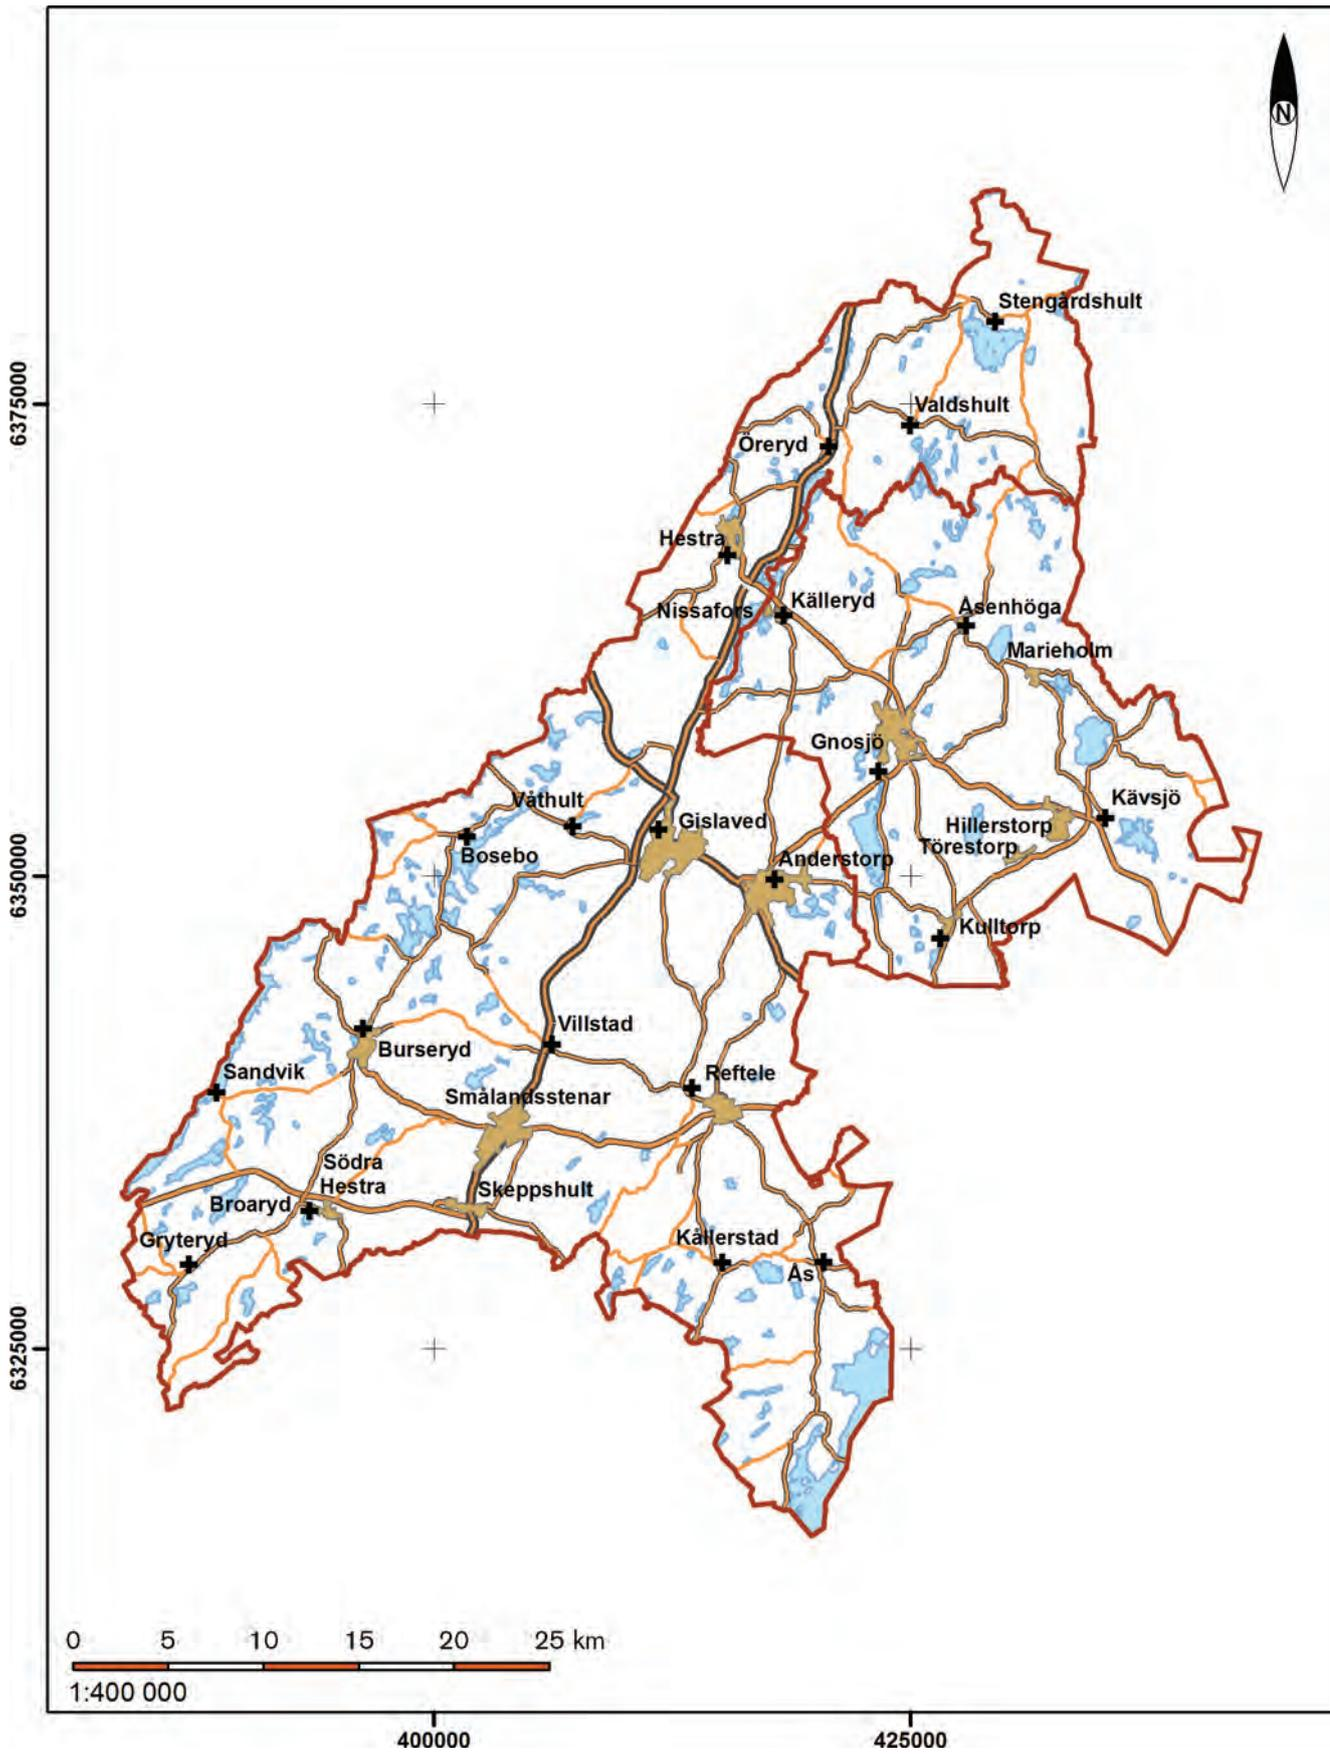 N
Stengårdshult
6375000
Valdshult
Öreryd
Hestra
Nissafors
Källeryd
Åsenhöga
Marieholm
Gnosjö
Våthult
Kävsjö
Gislaved
Hillerstorp
Törestorp
Bosebo
Anderstorp
6350000
Kulltorp
Villstad
Burseryd
Sandvik
Reftele
Smålandsstenar
Södra
Hestra
Skeppshult
Broaryd
Gryteryd
Kållerstad
Ås
6325000
0 5 10 15 20 25 km
1:400 000
400000 425000